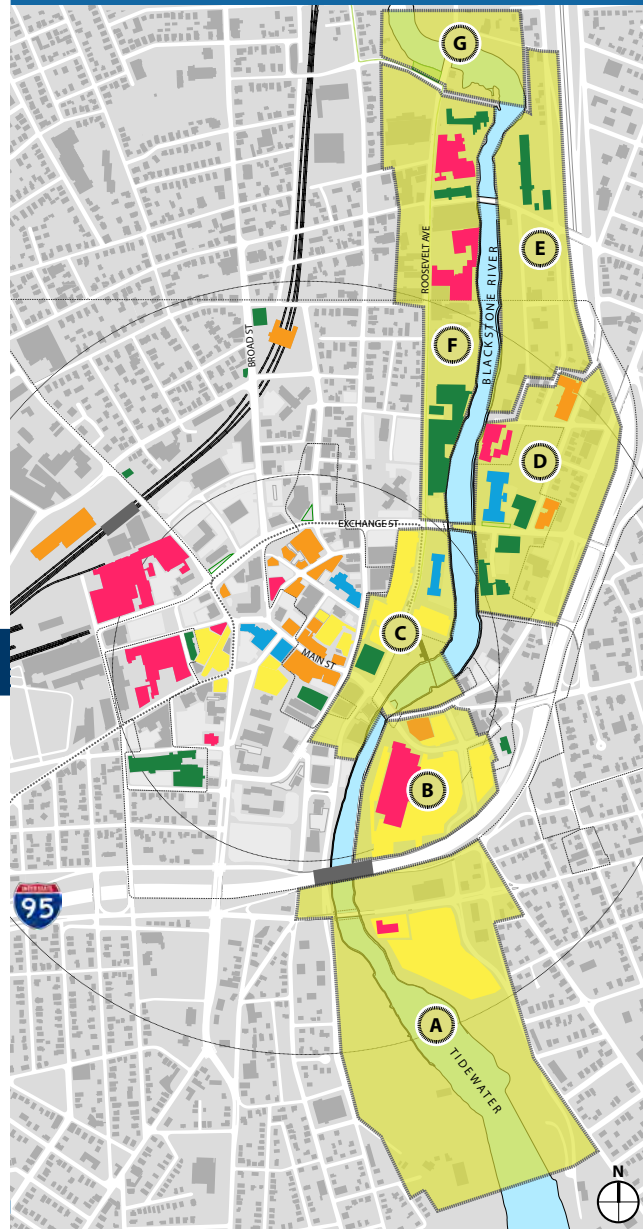 G
E
ROOSEVELT AVE
BLACKSTONE RIVER
F
BROAD ST
D
EXCHANGE ST
C
MAIN ST
B
INTERSTATE
95
A
TIDEWATER
N